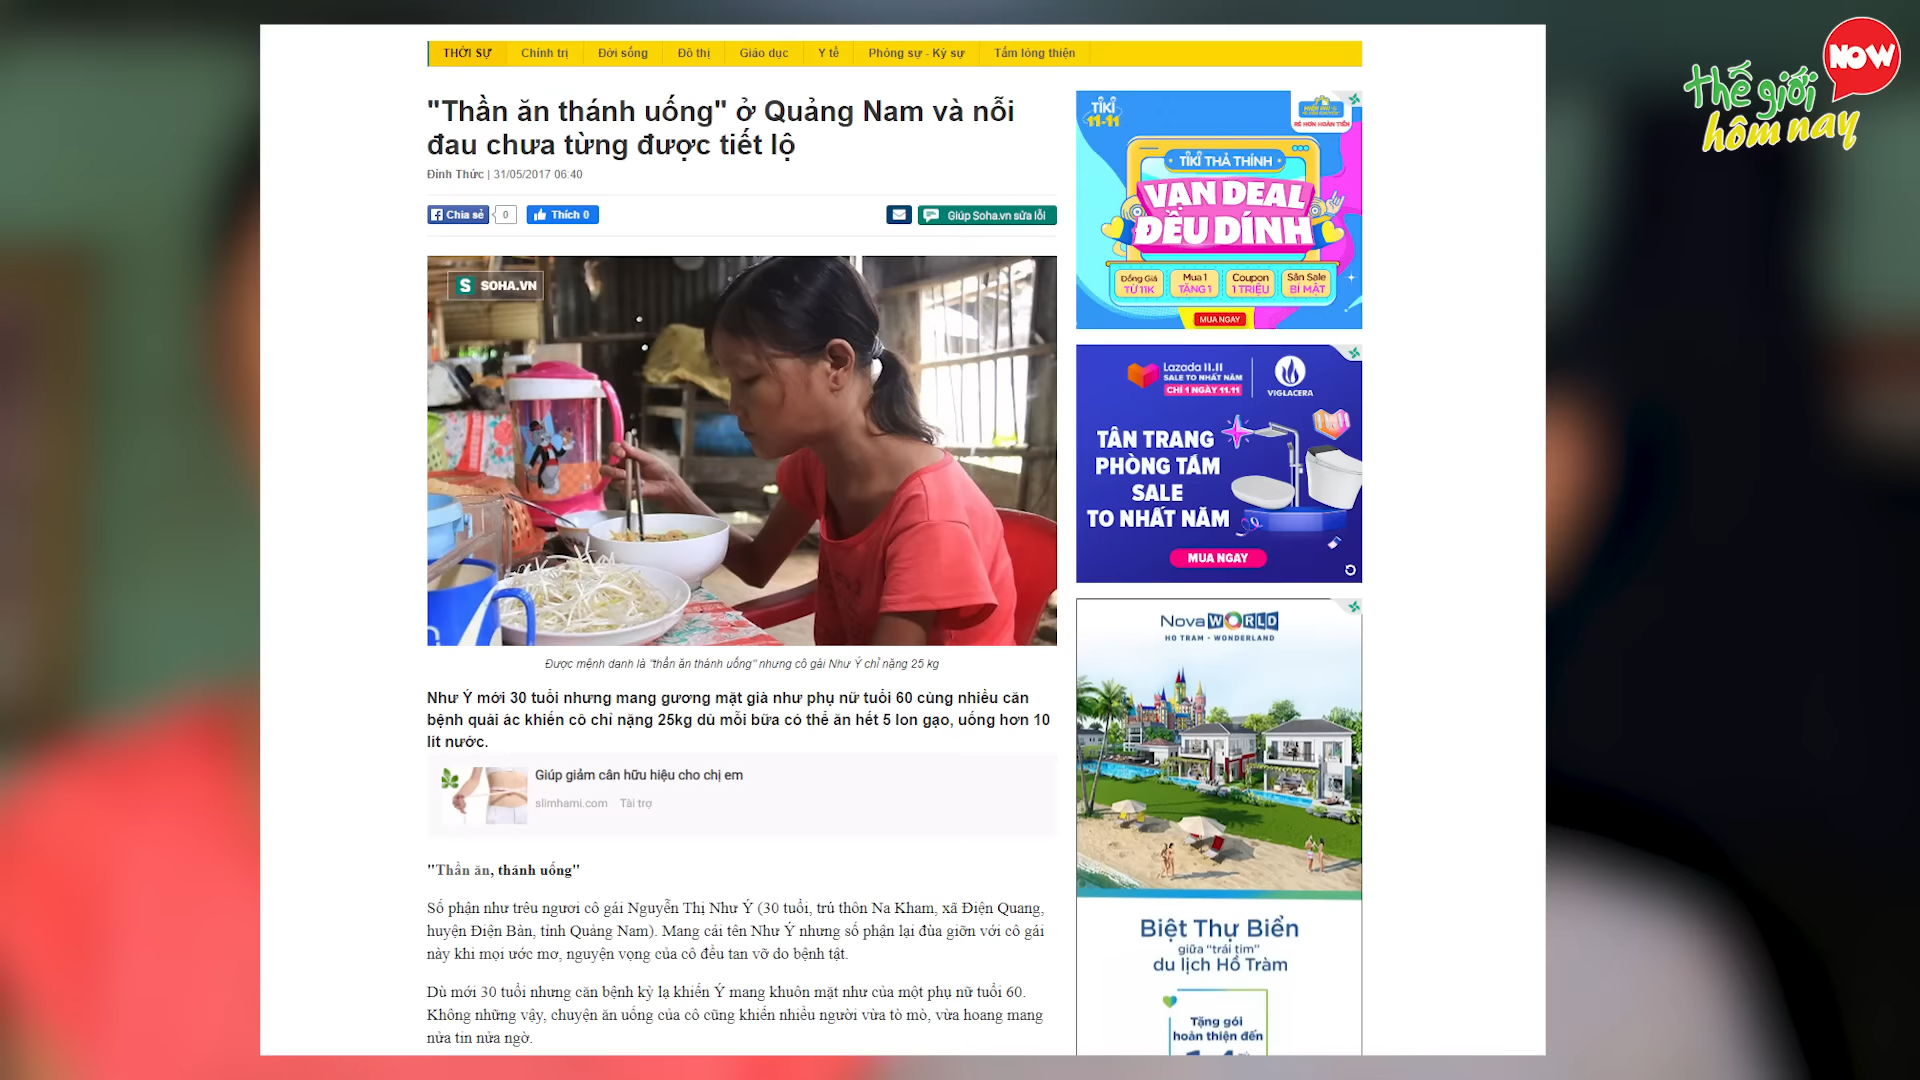 THỜI SỰ Chính trị Đời sống Đô thị Giáo dục Y tế Phóng sự - Ký sự Tấm lòng thiện
"Thần ăn thánh uống" ở Quảng Nam và nỗi
đau chưa từng được tiết lộ
Đình Thức | 31/05/2017 06:40
Chia sẻ 0 Thích 0
Giúp Soha.vn sửa lỗi
S SOHA.VN
Được mệnh danh là "thần ăn thánh uống" nhưng cô gái Như Ý chỉ nặng 25 kg
Như Ý mới 30 tuổi nhưng mang gương mặt già như phụ nữ tuổi 60 cùng nhiều căn
bệnh quái ác khiến cô chỉ nặng 25kg dù mỗi bữa có thể ăn hết 5 lon gạo, uống hơn 10
lít nước.
Giúp giảm cân hữu hiệu cho chị em
slimhami.com Tài trợ
"Thần ăn, thánh uống"
Số phận như trêu ngươi cô gái Nguyễn Thị Như Ý (30 tuổi, trú thôn Na Kham, xã Điện Quang,
huyện Điện Bàn, tỉnh Quảng Nam). Mang cái tên Như Ý nhưng số phận lại đùa giỡn với cô gái
này khi mọi ước mơ, nguyện vọng của cô đều tan vỡ do bệnh tật.
Dù mới 30 tuổi nhưng căn bệnh kỳ lạ khiến Ý mang khuôn mặt như của một phụ nữ tuổi 60.
Không những vậy, chuyện ăn uống của cô cũng khiến nhiều người vừa tò mò, vừa hoang mang
nửa tin nửa ngờ.
TIKI
11-11
RẺ HƠN HOÀN TIỀN
TIKI THẢ THÍNH
VẠN DEAL
ĐỀU DÍNH
Đồng Giá
TỪ 11K
Mua 1
TẶNG 1
Coupon
1 TRIỆU
Săn Sale
BÍ MẬT
MUA NGAY
Lazada 11.11
SALE TO NHẤT NĂM
CHỈ 1 NGÀY 11.11
VIGLACERA
TÂN TRANG
PHÒNG TẮM
SALE
TO NHẤT NĂM
MUA NGAY
NovaWORLD
HO TRAM - WONDERLAND
Biệt Thự Biển
giữa "trái tim"
du lịch Hồ Tràm
Tặng gói
hoàn thiện đến
thế giới
hôm nay
NOW